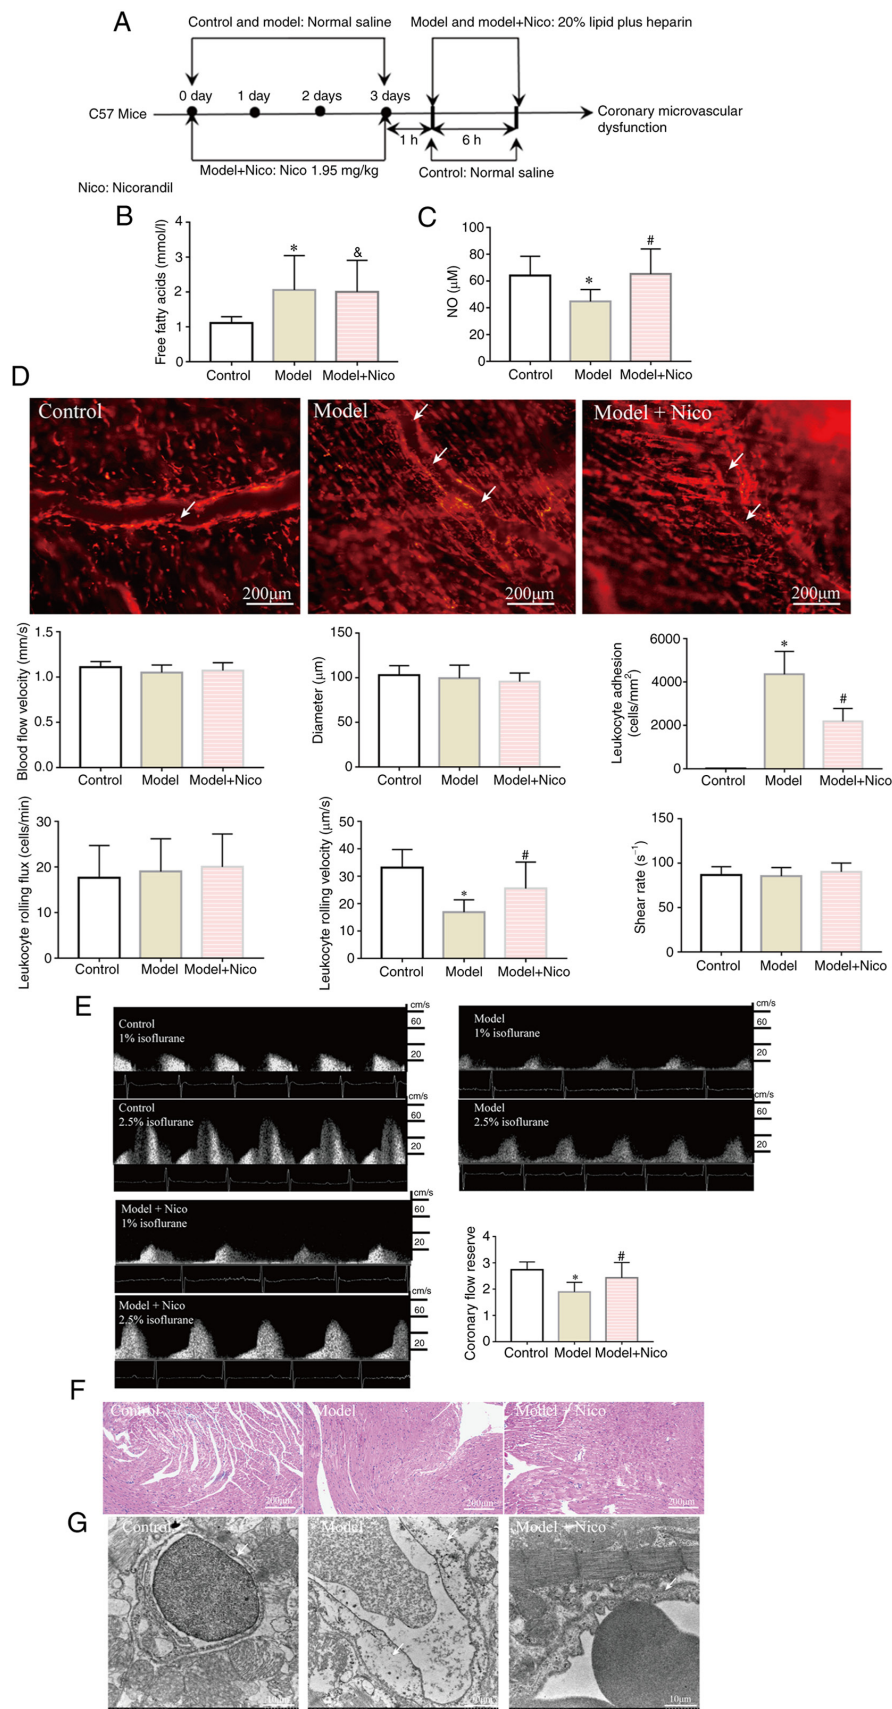 A
Control and model: Normal saline
Model and model+Nico: 20% lipid plus heparin
0 day
1 day
2 days
3 days
C57 Mice
1 h
6 h
Coronary microvascular
dysfunction
Model+Nico: Nico 1.95 mg/kg
Control: Normal saline
Nico: Nicorandil
B
Free fatty acids (mmol/l)
4
3
2
1
0
*
&
Control
Model
Model+Nico
C
NO (μM)
100
80
60
40
20
0
*
#
Control
Model
Model+Nico
D
Control
200μm
Model
200μm
Model + Nico
200μm
Blood flow velocity (mm/s)
1.5
1.0
0.5
0.0
Control
Model
Model+Nico
Diameter (μm)
150
100
50
0
Control
Model
Model+Nico
Leukocyte adhesion
(cells/mm²)
6000
4000
2000
0
*
#
Control
Model
Model+Nico
Leukocyte rolling flux (cells/min)
30
20
10
0
Control
Model
Model+Nico
Leukocyte rolling velocity (μm/s)
50
40
30
20
10
0
*
#
Control
Model
Model+Nico
Shear rate (s⁻¹)
150
100
50
0
Control
Model
Model+Nico
E
Control
1% isoflurane
cm/s
60
20
Model
1% isoflurane
cm/s
60
20
Control
2.5% isoflurane
cm/s
60
20
Model
2.5% isoflurane
cm/s
60
20
Model + Nico
1% isoflurane
cm/s
60
20
Model + Nico
2.5% isoflurane
cm/s
60
20
Coronary flow reserve
4
3
2
1
0
*
#
Control
Model
Model+Nico
F
Control
200μm
Model
200μm
Model + Nico
200μm
G
Control
10μm
Model
10μm
Model + Nico
10μm